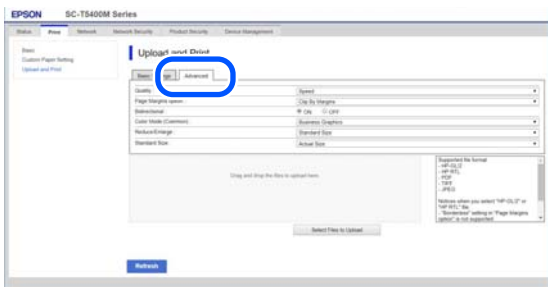 EPSON SC-T5400M Series
Status Print Network Network Security Product Security Device Management
Basic
Custom Paper Setting
Upload and Print
Upload and Print
Basic Advanced
Quality : Speed
Page Margins option : Clip By Margins
Bidirectional : On OFF
Color Mode (Common) : Business Graphics
Reduce/Enlarge : Standard Size
Standard Size : Actual Size
Drag and drop the files to upload here.
Supported file format
- HP-GL/2
- HP RTL
- PDF
- TIFF
- JPEG
Notices when you select "HP-GL/2" or
"HP RTL" file
- "Borderless" setting in "Page Margins
option" is not supported
Select Files to Upload
Refresh